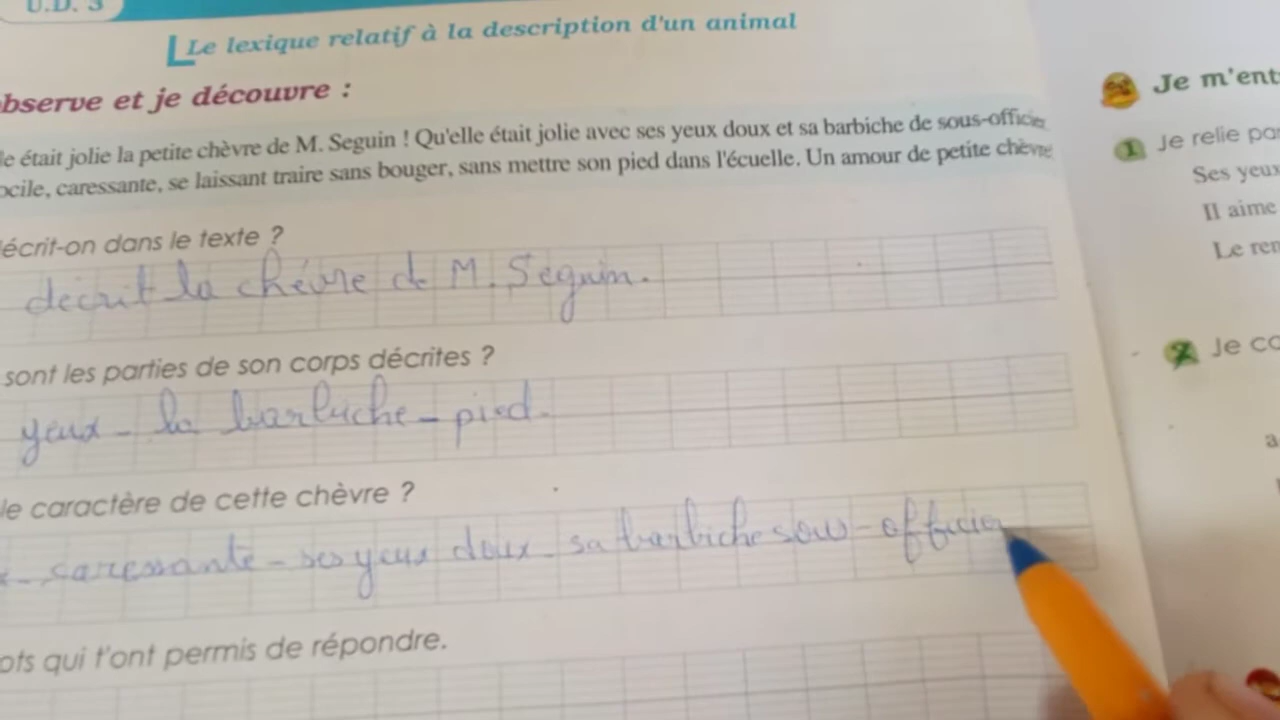 U.D. 3
Le lexique relatif à la description d'un animal
bserve et je découvre :
le était jolie la petite chèvre de M. Seguin ! Qu'elle était jolie avec ses yeux doux et sa barbiche de sous-officier
ocile, caressante, se laissant traire sans bouger, sans mettre son pied dans l'écuelle. Un amour de petite chèvre
écrit-on dans le texte ?
décrit la chévre de M. Seguin.
sont les parties de son corps décrites ?
yeux - la barbiche - pied.
le caractère de cette chèvre ?
caressante - ses yeux doux - sa barbiche sous-officier
ots qui t'ont permis de répondre.
Je m'ent
1 Je relie pa
Ses yeux
Il aime
Le ren
2 Je co
a